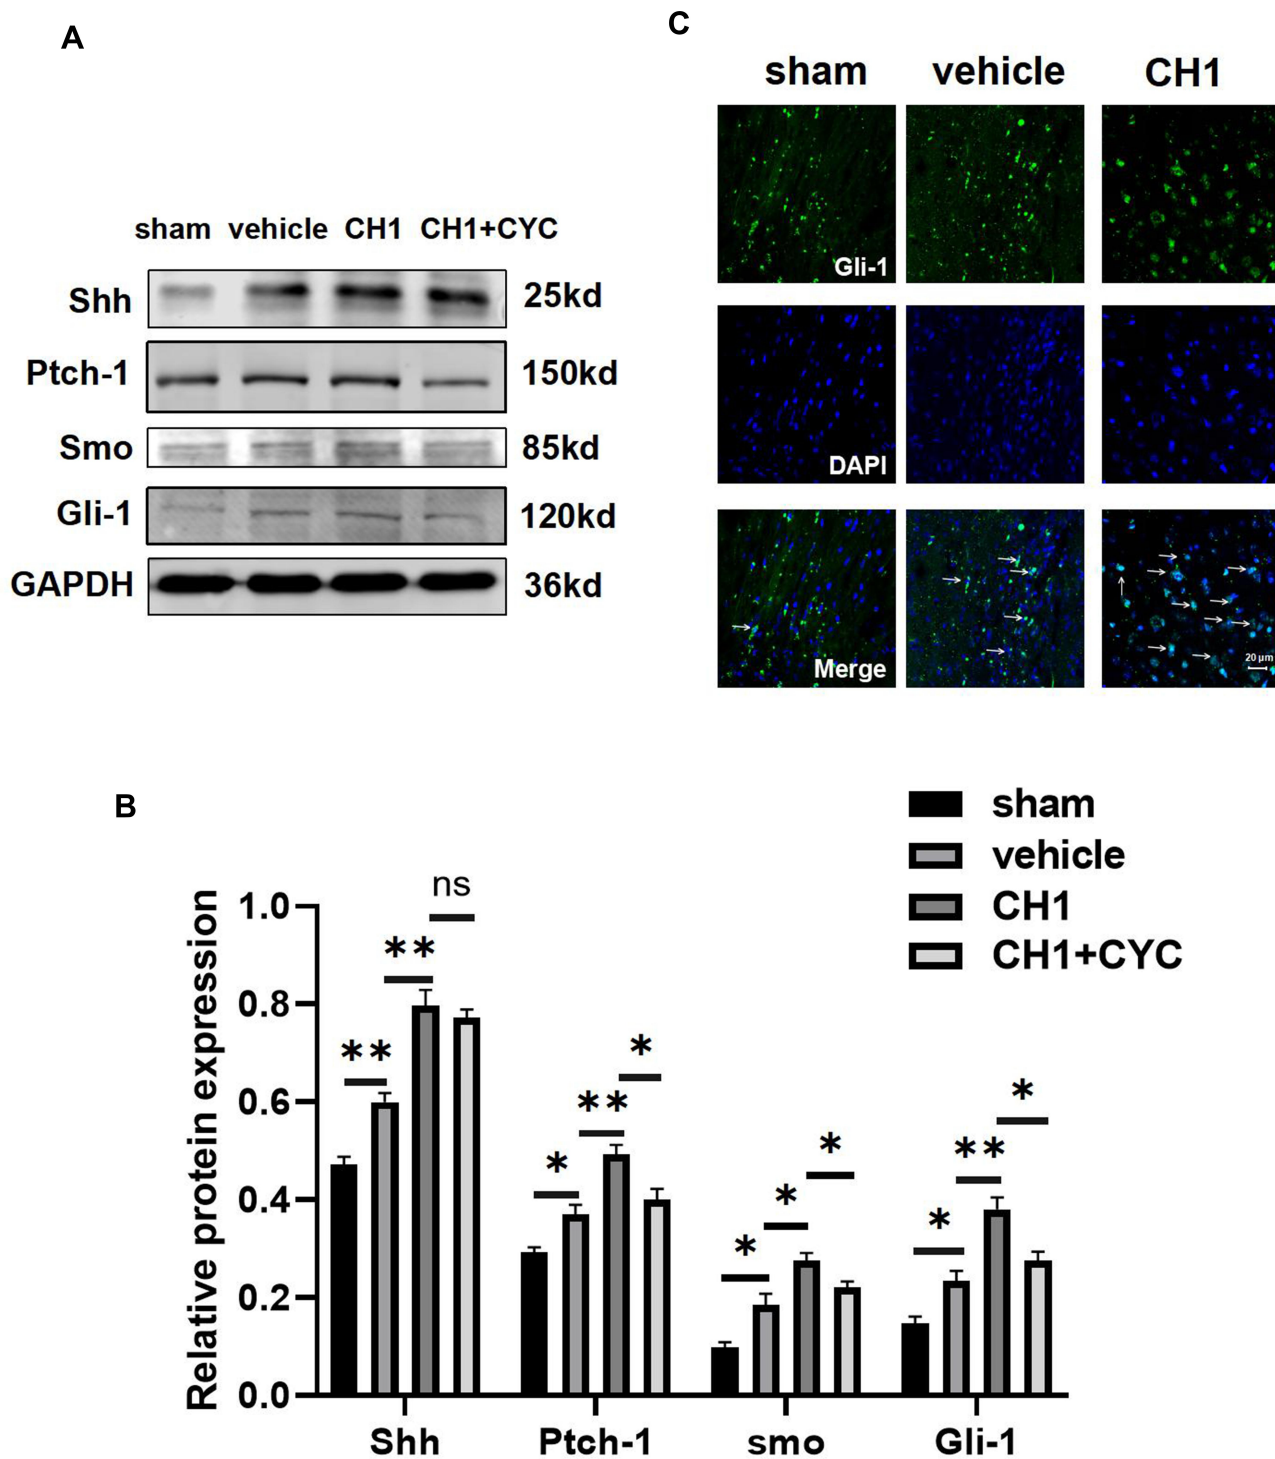 A
sham vehicle CH1 CH1+CYC
Shh 25kd
Ptch-1 150kd
Smo 85kd
Gli-1 120kd
GAPDH 36kd
C
sham vehicle CH1
Gli-1
DAPI
Merge
20 μm
B
sham
vehicle
CH1
CH1+CYC
Relative protein expression
1.0
0.8
0.6
0.4
0.2
0.0
** ** ns
* ** *
* * *
* ** *
Shh Ptch-1 smo Gli-1